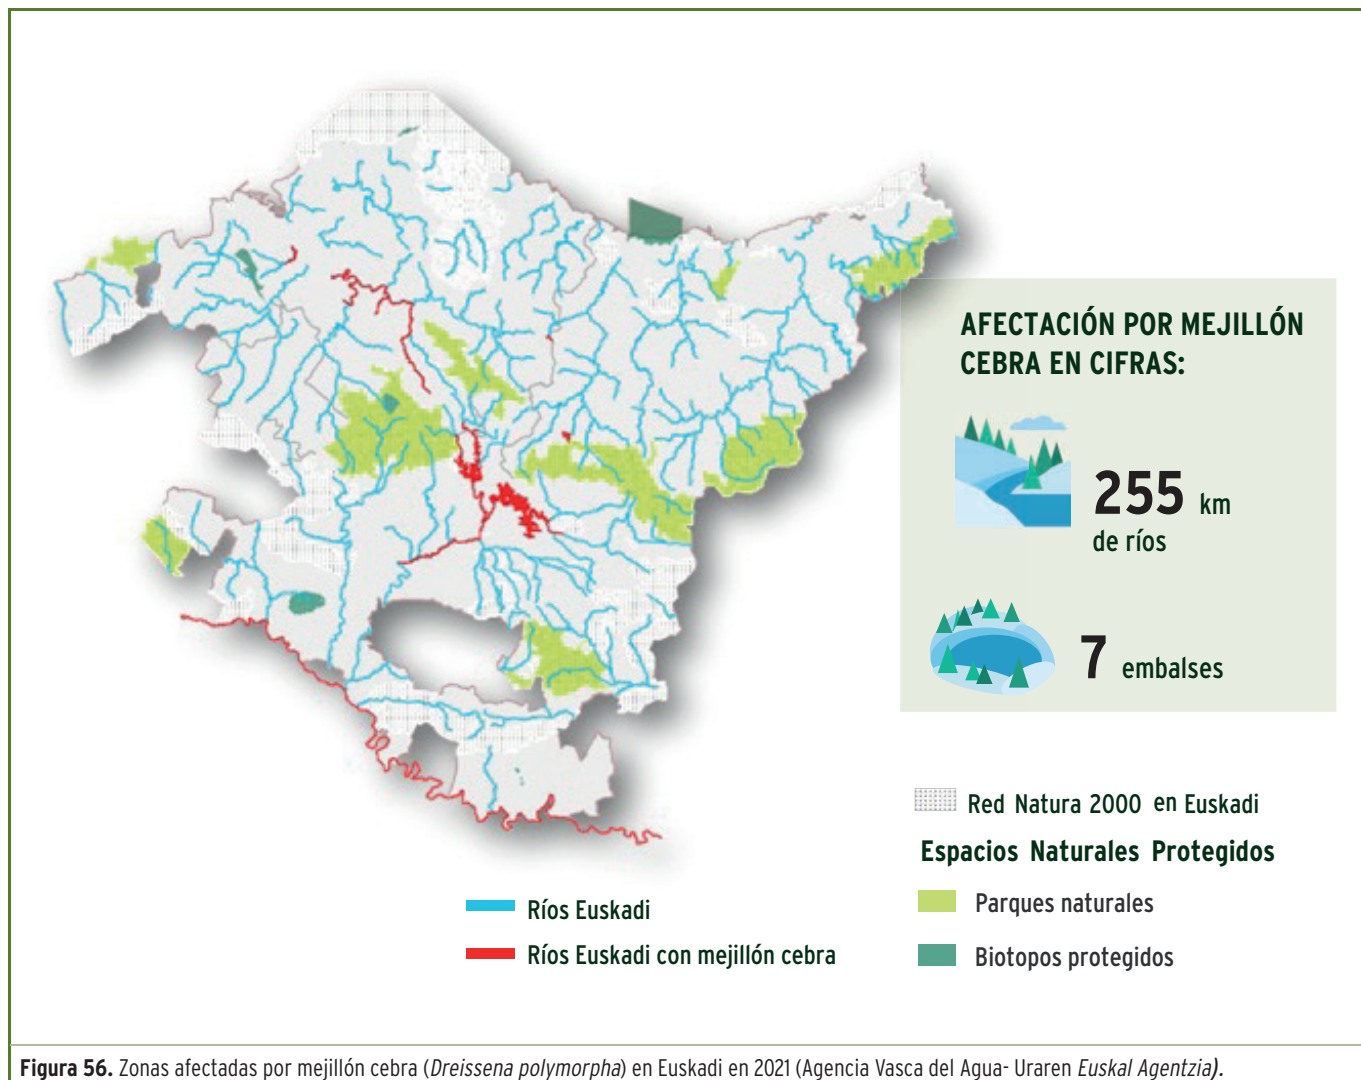 AFECTACIÓN POR MEJILLÓN
CEBRA EN CIFRAS:
255 km
de ríos
7 embalses
Red Natura 2000 en Euskadi
Espacios Naturales Protegidos
Parques naturales
Biotopos protegidos
Ríos Euskadi
Ríos Euskadi con mejillón cebra
Figura 56. Zonas afectadas por mejillón cebra (Dreissena polymorpha) en Euskadi en 2021 (Agencia Vasca del Agua- Uraren Euskal Agentzia).